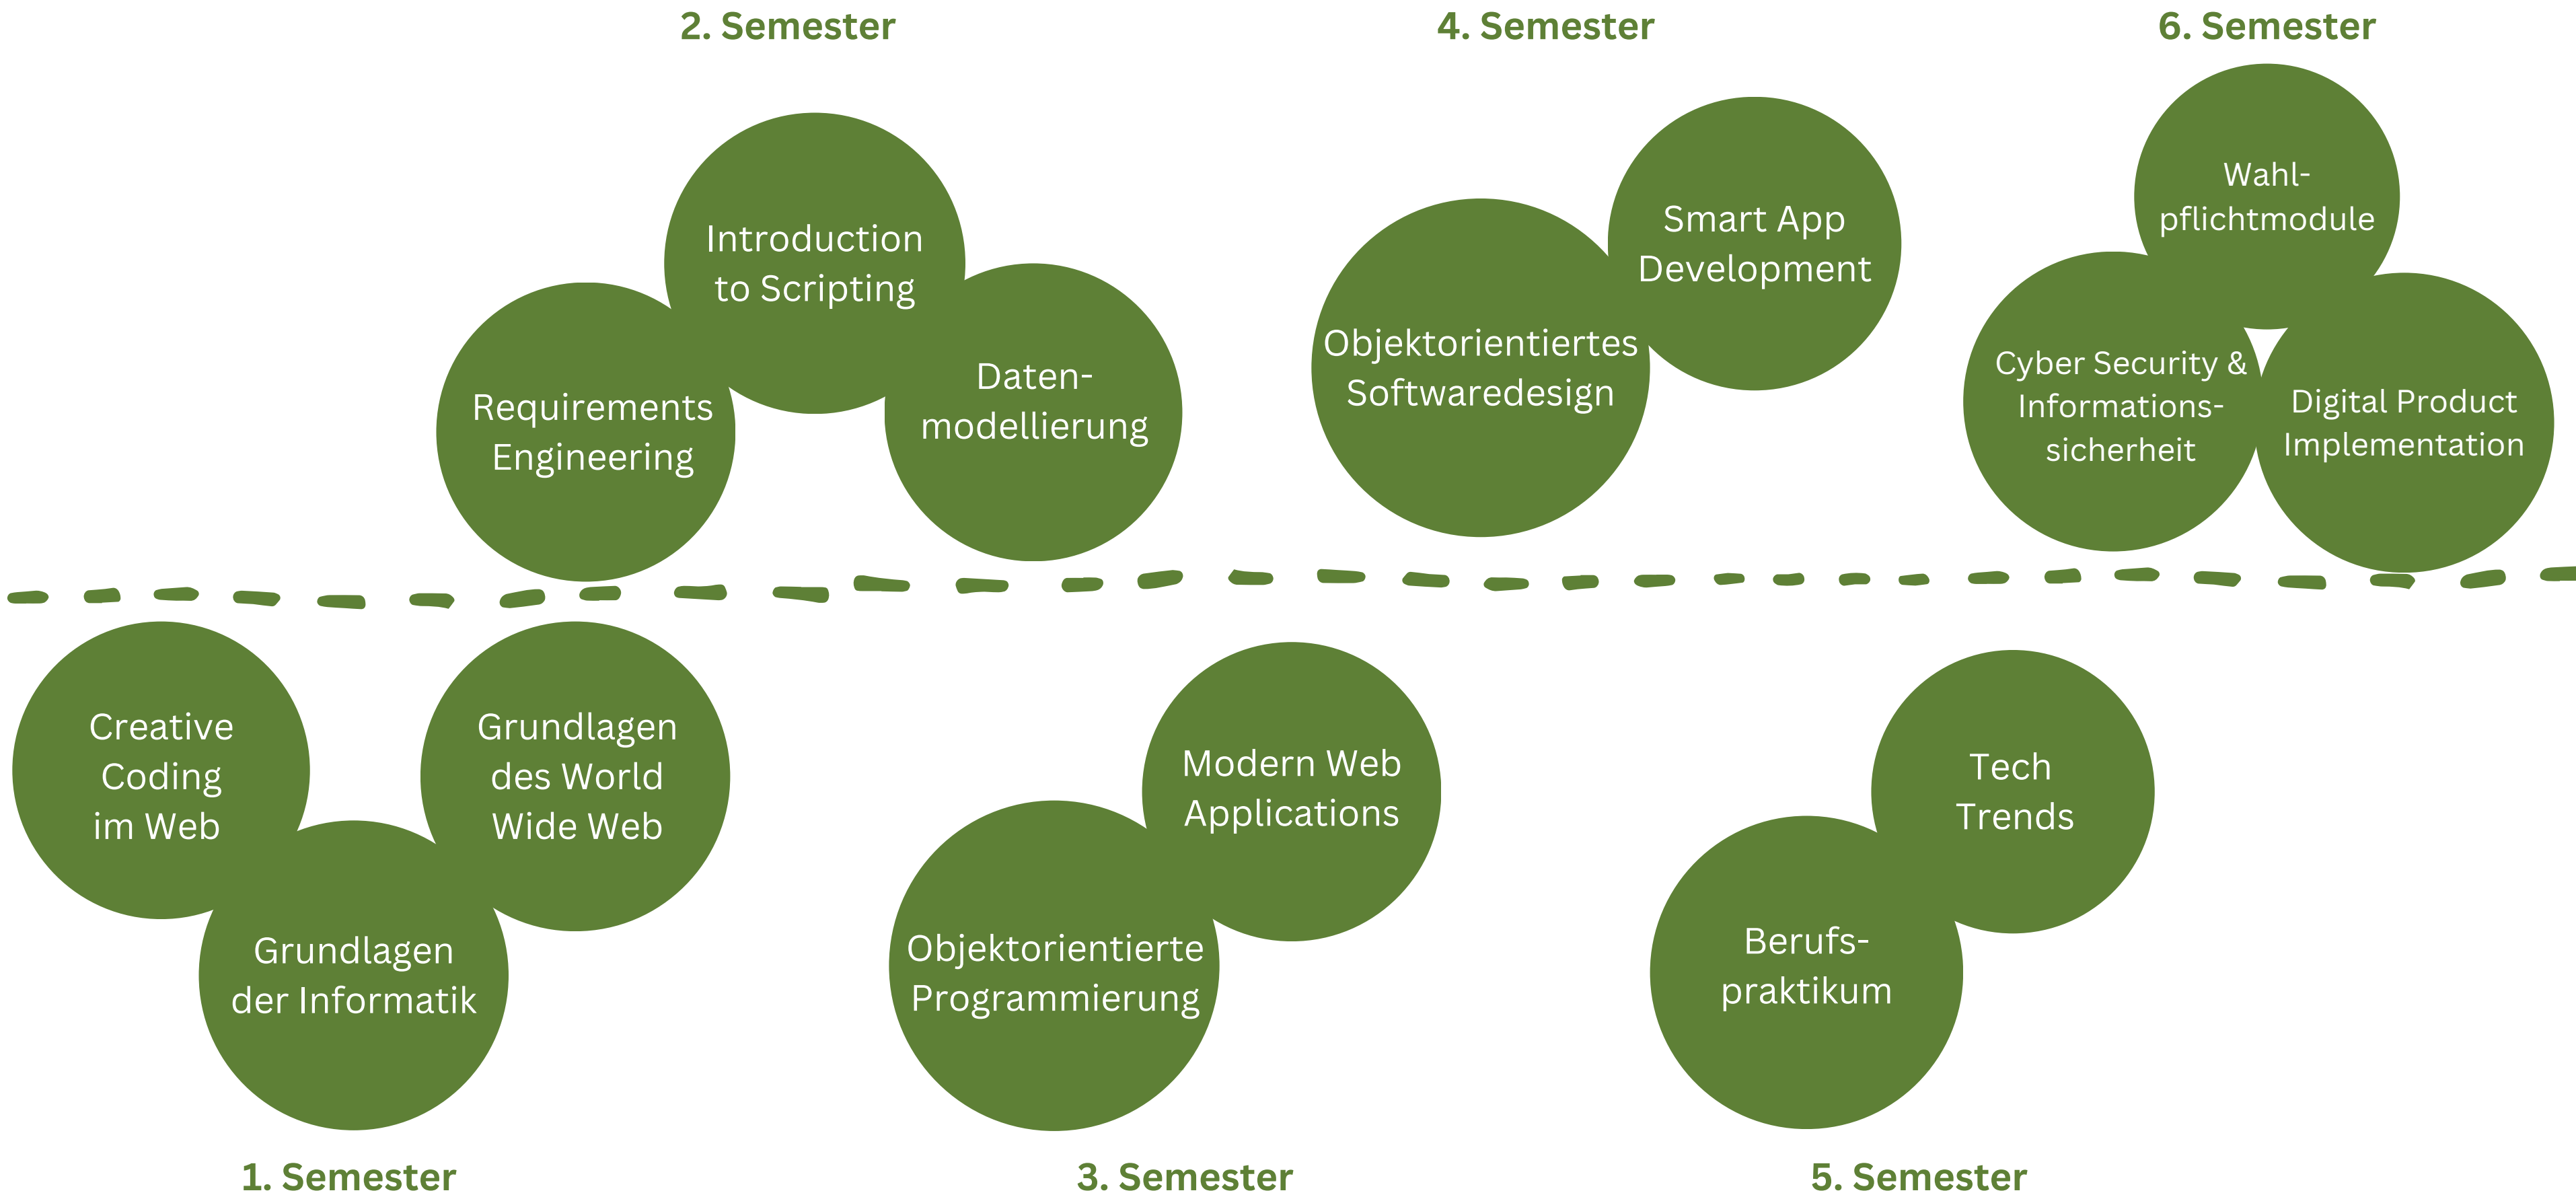 2. Semester
4. Semester
6. Semester
Introduction
to Scripting
Requirements
Engineering
Daten-
modellierung
Objektorientiertes
Softwaredesign
Smart App
Development
Wahl-
pflichtmodule
Cyber Security &
Informations-
sicherheit
Digital Product
Implementation
Creative
Coding
im Web
Grundlagen
der Informatik
Grundlagen
des World
Wide Web
Objektorientierte
Programmierung
Modern Web
Applications
Berufs-
praktikum
Tech
Trends
1. Semester
3. Semester
5. Semester